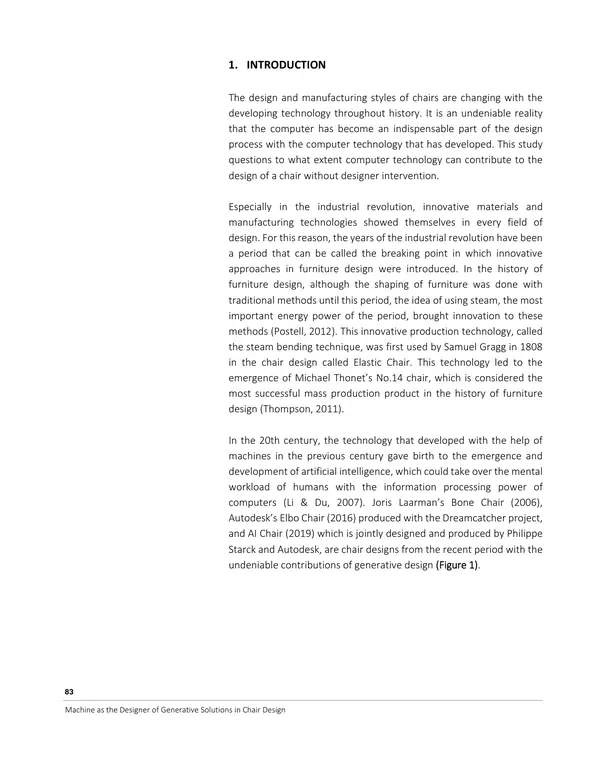 1. INTRODUCTION
The design and manufacturing styles of chairs are changing with the
developing technology throughout history. It is an undeniable reality
that the computer has become an indispensable part of the design
process with the computer technology that has developed. This study
questions to what extent computer technology can contribute to the
design of a chair without designer intervention.
Especially in the industrial revolution, innovative materials and
manufacturing technologies showed themselves in every field of
design. For this reason, the years of the industrial revolution have been
a period that can be called the breaking point in which innovative
approaches in furniture design were introduced. In the history of
furniture design, although the shaping of furniture was done with
traditional methods until this period, the idea of using steam, the most
important energy power of the period, brought innovation to these
methods (Postell, 2012). This innovative production technology, called
the steam bending technique, was first used by Samuel Gragg in 1808
in the chair design called Elastic Chair. This technology led to the
emergence of Michael Thonet's No.14 chair, which is considered the
most successful mass production product in the history of furniture
design (Thompson, 2011).
In the 20th century, the technology that developed with the help of
machines in the previous century gave birth to the emergence and
development of artificial intelligence, which could take over the mental
workload of humans with the information processing power of
computers (Li & Du, 2007). Joris Laarman's Bone Chair (2006),
Autodesk's Elbo Chair (2016) produced with the Dreamcatcher project,
and AI Chair (2019) which is jointly designed and produced by Philippe
Starck and Autodesk, are chair designs from the recent period with the
undeniable contributions of generative design (Figure 1).
83
Machine as the Designer of Generative Solutions in Chair Design